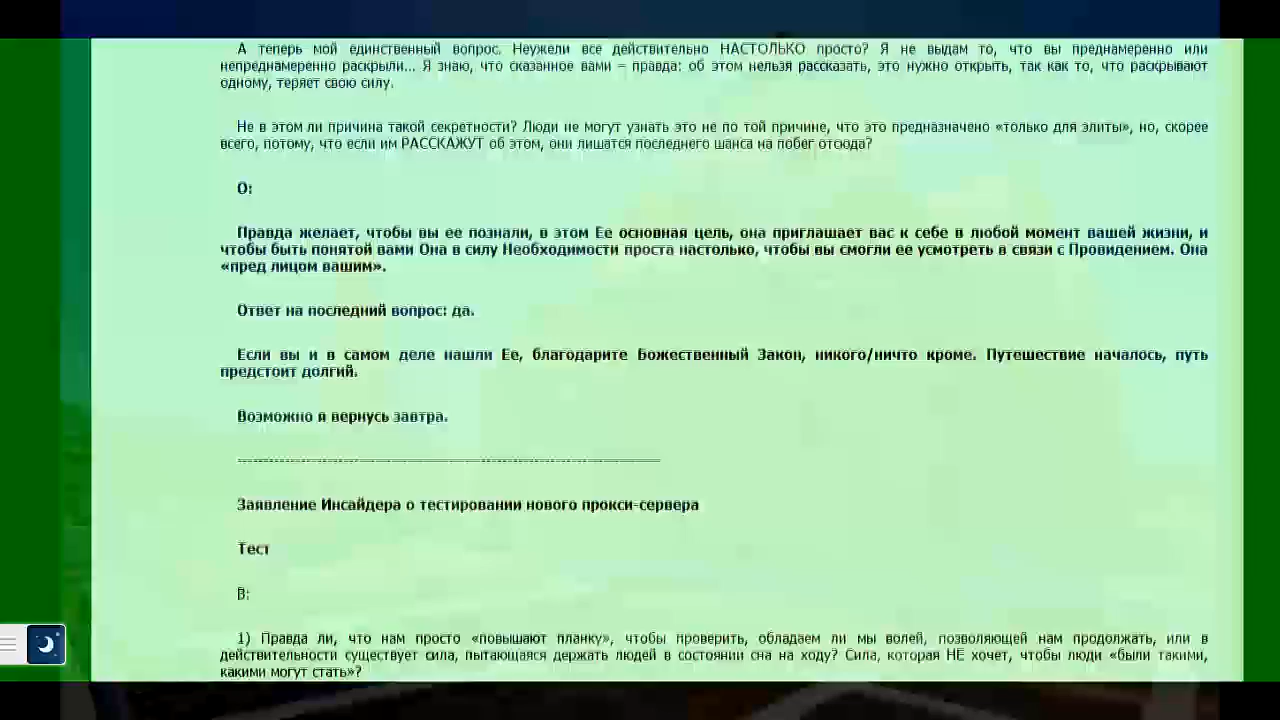 А теперь мой единственный вопрос. Неужели все действительно НАСТОЛЬКО просто? Я не выдам то, что вы преднамеренно или
непреднамеренно раскрыли... Я знаю, что сказанное вами – правда: об этом нельзя рассказать, это нужно открыть, так как то, что раскрывают
одному, теряет свою силу.
Не в этом ли причина такой секретности? Люди не могут узнать это не по той причине, что это предназначено «только для элиты», но, скорее
всего, потому, что если им РАССКАЖУТ об этом, они лишатся последнего шанса на побег отсюда?
О:
Правда желает, чтобы вы ее познали, в этом Ее основная цель, она приглашает вас к себе в любой момент вашей жизни, и
чтобы быть понятой вами Она в силу Необходимости проста настолько, чтобы вы смогли ее усмотреть в связи с Провидением. Она
«пред лицом вашим».
Ответ на последний вопрос: да.
Если вы и в самом деле нашли Ее, благодарите Божественный Закон, никого/ничто кроме. Путешествие началось, путь
предстоит долгий.
Возможно я вернусь завтра.
Заявление Инсайдера о тестировании нового прокси-сервера
Тест
В:
1) Правда ли, что нам просто «повышают планку», чтобы проверить, обладаем ли мы волей, позволяющей нам продолжать, или в
действительности существует сила, пытающаяся держать людей в состоянии сна на ходу? Сила, которая НЕ хочет, чтобы люди «были такими,
какими могут стать»?